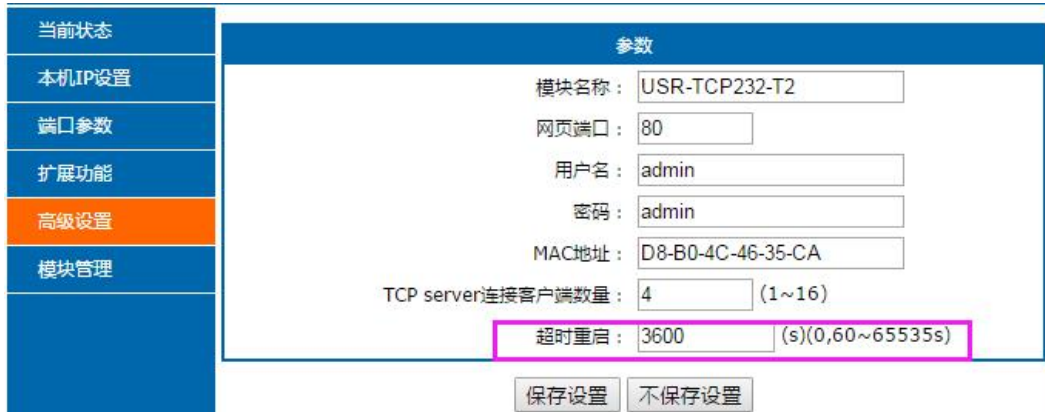 当前状态
本机IP设置
端口参数
扩展功能
高级设置
模块管理
参数
模块名称： USR-TCP232-T2
网页端口： 80
用户名： admin
密码： admin
MAC地址： D8-B0-4C-46-35-CA
TCP server连接客户端数量： 4 (1~16)
超时重启： 3600 (s)(0,60~65535s)
保存设置 不保存设置